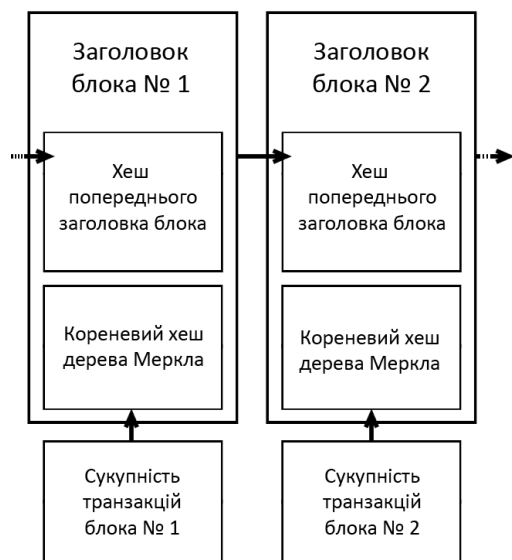 Заголовок
блока № 1
Хеш
попереднього
заголовка блока
Кореневий хеш
дерева Меркла
Сукупність
транзакцій
блока № 1
Заголовок
блока № 2
Хеш
попереднього
заголовка блока
Кореневий хеш
дерева Меркла
Сукупність
транзакцій
блока № 2